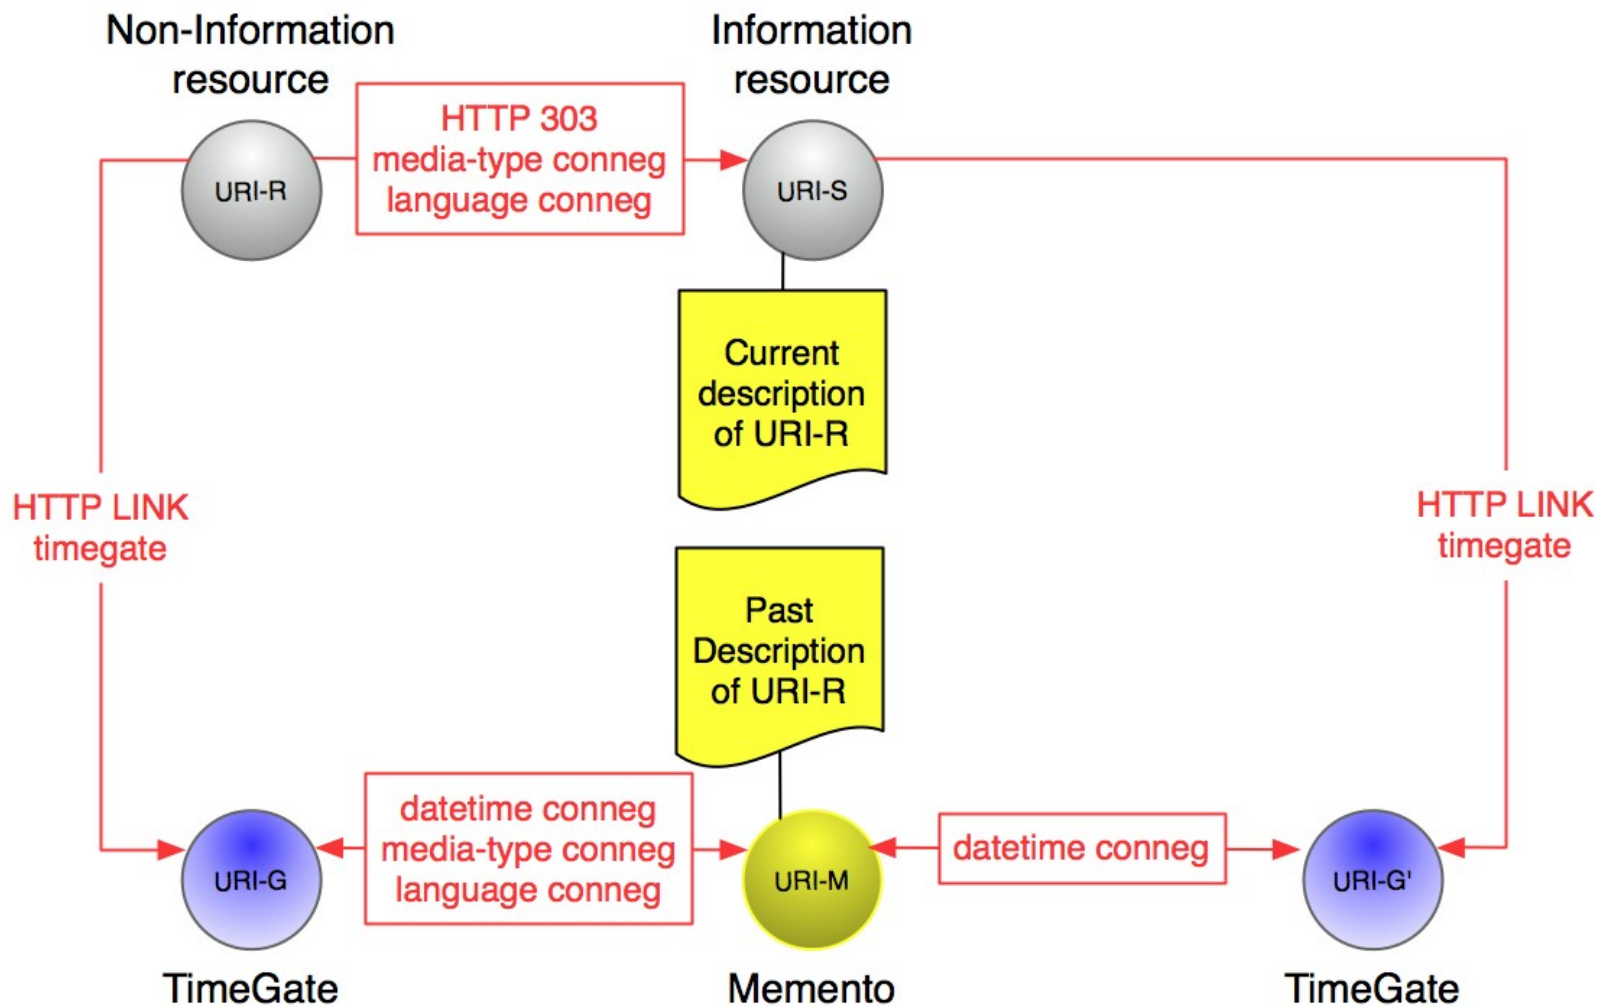 Non-Information
resource
Information
resource
HTTP 303
media-type conneg
language conneg
URI-R
URI-S
Current
description
of URI-R
HTTP LINK
timegate
HTTP LINK
timegate
Past
Description
of URI-R
datetime conneg
media-type conneg
language conneg
datetime conneg
URI-G
URI-M
URI-G'
TimeGate
Memento
TimeGate